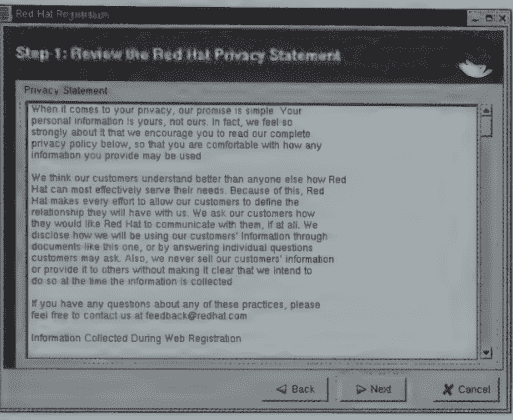 Red Hat Registration
Step 1: Review the Red Hat Privacy Statement
Privacy Statement
When it comes to your privacy, our promise is simple. Your
personal information is yours, not ours. In fact, we feel so
strongly about it that we encourage you to read our complete
privacy policy below, so that you are comfortable with how any
information you provide may be used
We think our customers understand better than anyone else how Red
Hat can most effectively serve their needs. Because of this, Red
Hat makes every effort to allow our customers to define the
relationship they will have with us. We ask our customers how
they would like Red Hat to communicate with them, if at all. We
disclose how we will be using our customers' information through
documents like this one, or by answering individual questions
customers may ask. Also, we never sell our customers' information
or provide it to others without making it clear that we intend to
do so at the time the information is collected
If you have any questions about any of these practices, please
feel free to contact us at feedback@redhat.com
Information Collected During Web Registration
Back
Next
Cancel